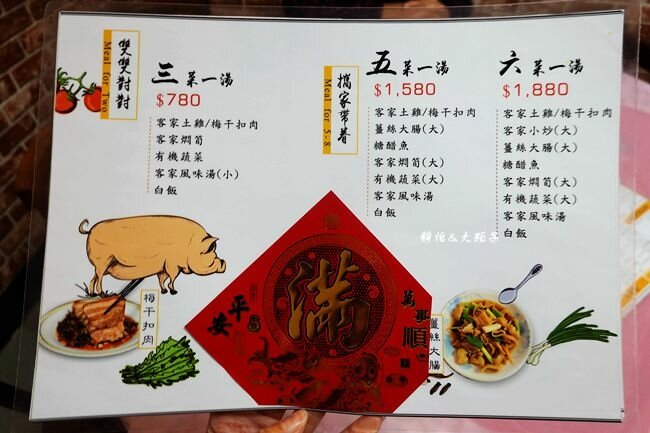 雙雙對對
Meal for Two
三菜一湯
$780
客家土雞/梅干扣肉
客家燜筍
有機蔬菜
客家風味湯(小)
白飯
攜家帶眷
Meal for 5-8
五菜一湯
$1,580
客家土雞/梅干扣肉
薑絲大腸(大)
糖醋魚
客家燜筍(大)
有機蔬菜(大)
客家風味湯
白飯
六菜一湯
$1,880
客家土雞/梅干扣肉
客家小炒(大)
薑絲大腸(大)
糖醋魚
客家燜筍(大)
有機蔬菜(大)
客家風味湯
白飯
靜怡&大顆呆
梅干扣肉
平安
滿
萬事順
薑絲大腸